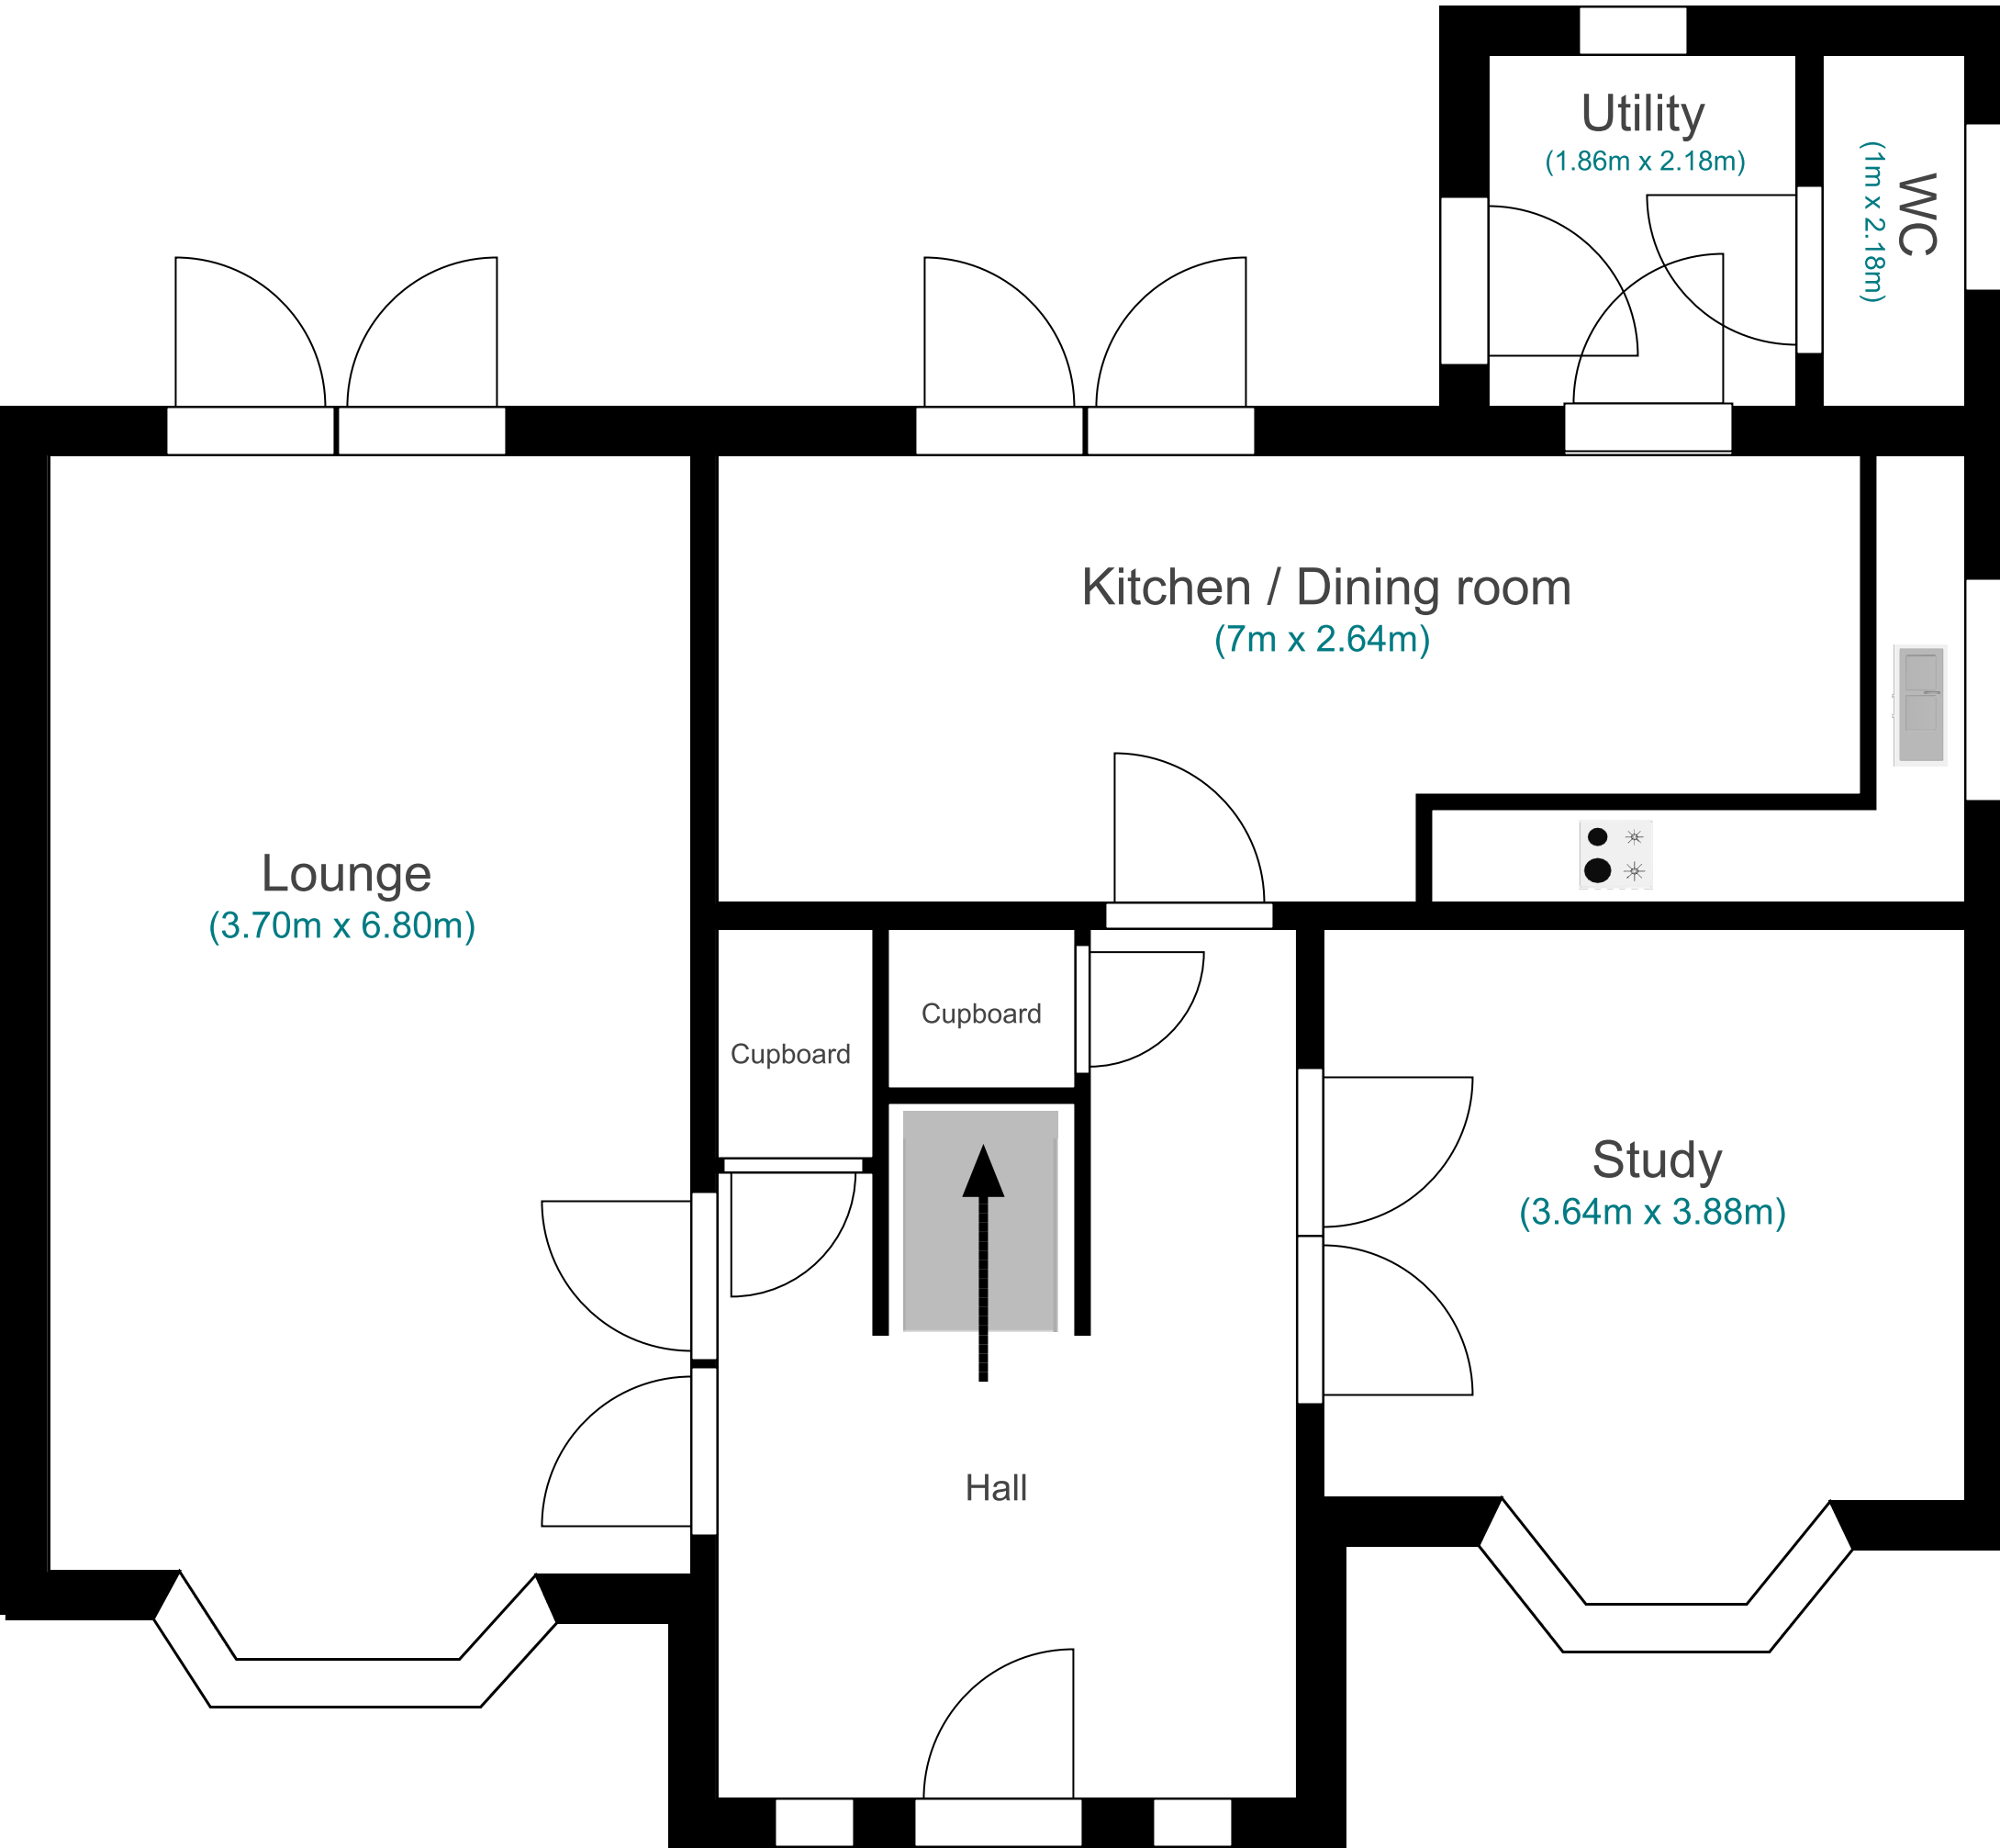 Utility
(1.86m x 2.18m)
WC
(1m x 2.18m)
Kitchen / Dining room
(7m x 2.64m)
Lounge
(3.70m x 6.80m)
Cupboard
Cupboard
Study
(3.64m x 3.88m)
Hall